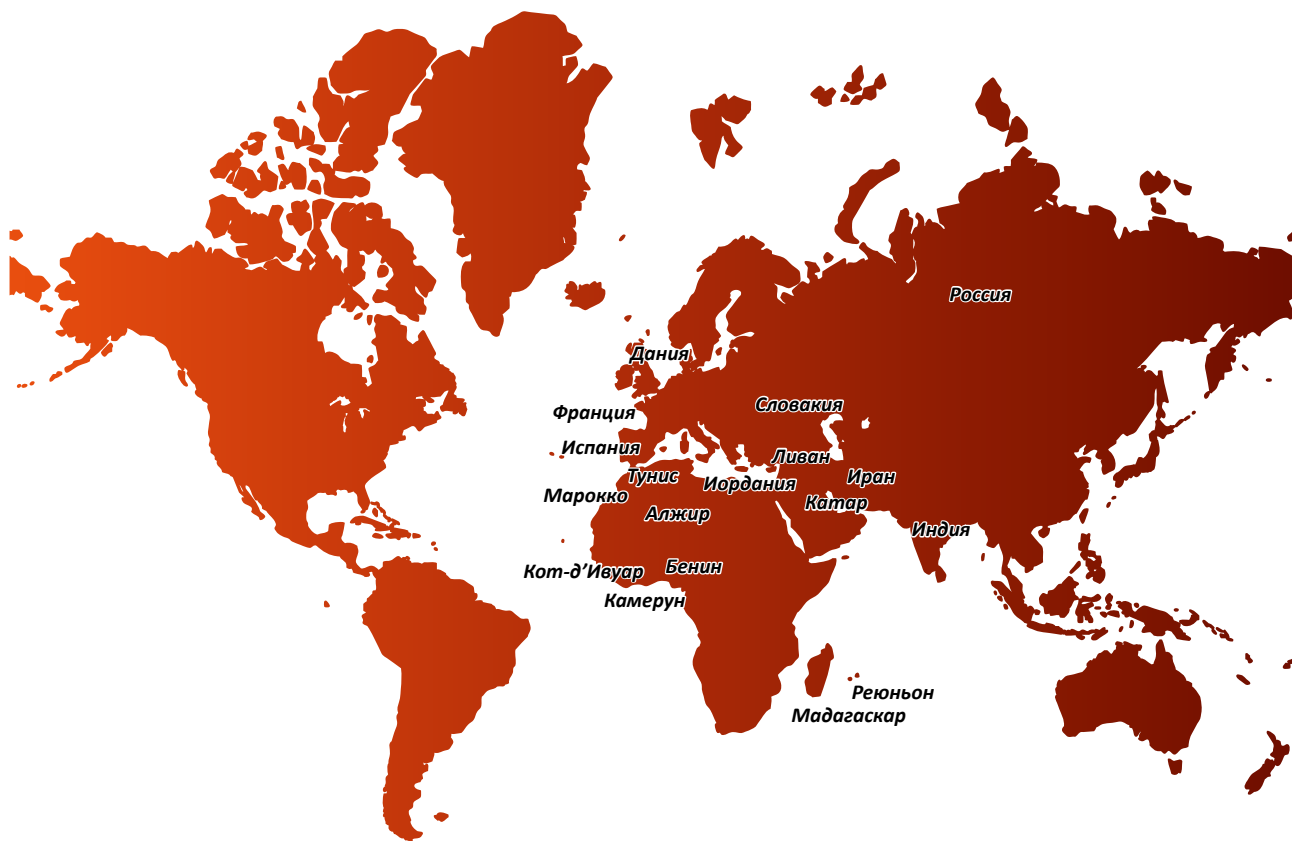 Россия
Дания
Словакия
Франция
Испания
Ливан
Тунис
Иран
Иордания
Марокко
Катар
Алжир
Индия
Бенин
Кот-д’Ивуар
Камерун
Реюньон
Мадагаскар